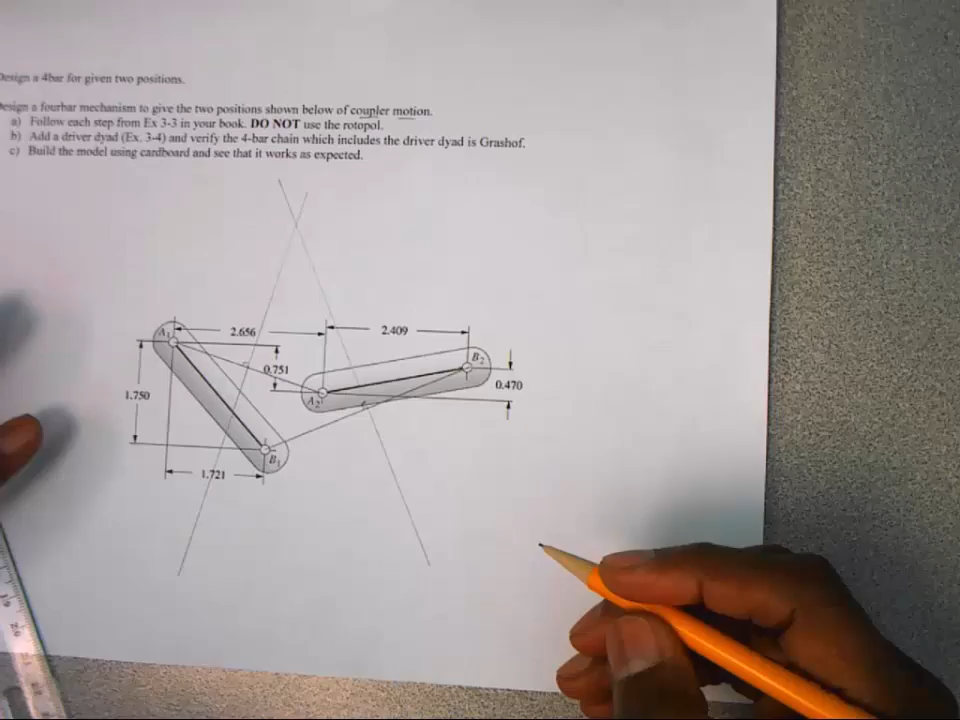 Design a 4bar for given two positions.
Design a fourbar mechanism to give the two positions shown below of coupler motion.
a) Follow each step from Ex 3-3 in your book. DO NOT use the rotopol.
b) Add a driver dyad (Ex. 3-4) and verify the 4-bar chain which includes the driver dyad is Grashof.
c) Build the model using cardboard and see that it works as expected.
A1
2.656
2.409
B2
0.751
0.470
A2
1.750
B1
1.721